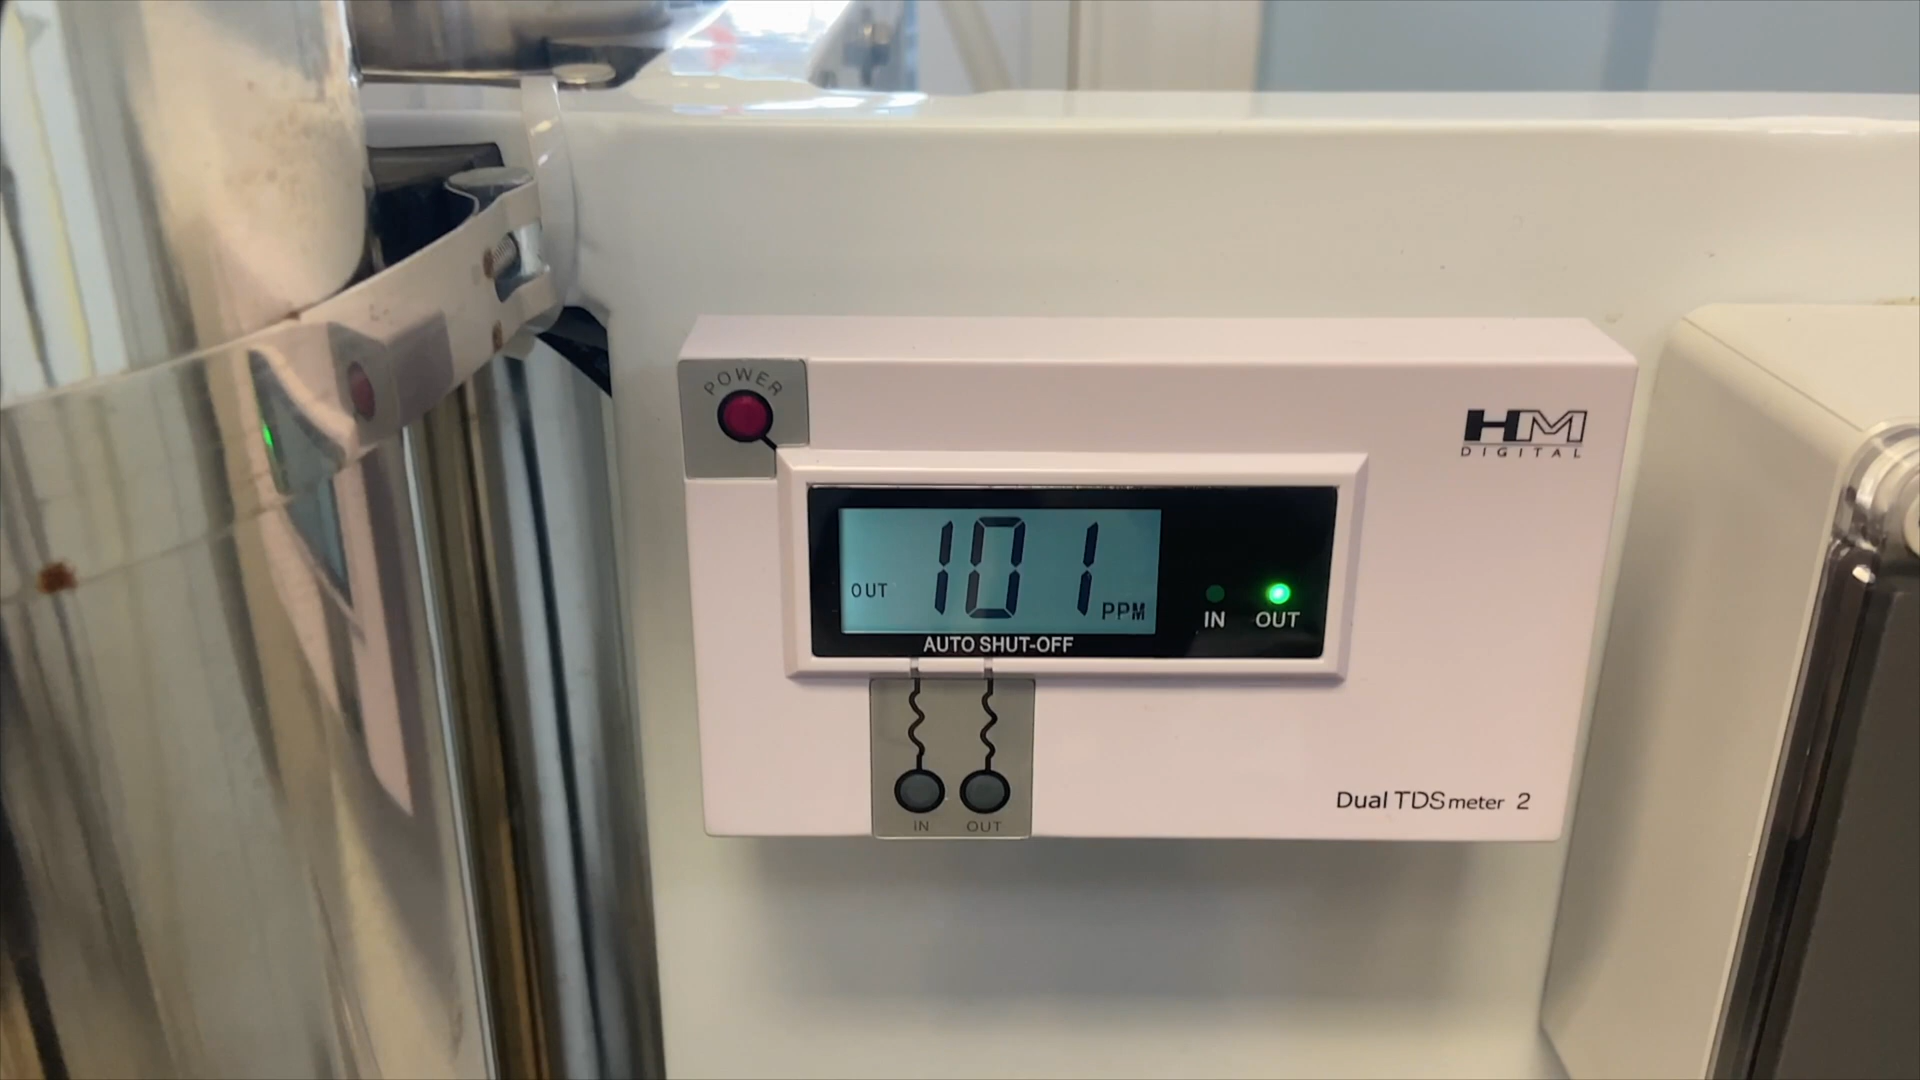 POWER
HM
DIGITAL
101
OUT
PPM
IN
OUT
AUTO SHUT-OFF
IN
OUT
Dual TDS meter 2